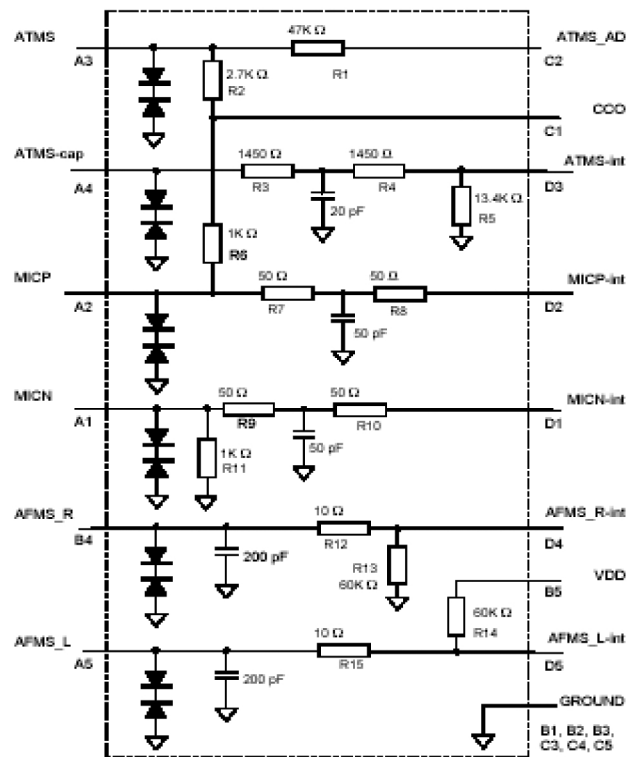 47K Ω
ATMS
ATMS_AD
A3
R1
C2
2.7K Ω
R2
CCO
C1
ATMS-cap
1450 Ω
1450 Ω
ATMS-int
A4
R3
R4
D3
20 pF
13.4K Ω
R5
1K Ω
R6
MICP
50 Ω
50 Ω
MICP-int
A2
R7
R8
D2
50 pF
MICN
50 Ω
50 Ω
MICN-int
A1
R9
R10
D1
1K Ω
R11
50 pF
AFMS_R
10 Ω
AFMS_R-int
B4
R12
D4
200 pF
R13
60K Ω
VDD
B5
60K Ω
R14
AFMS_L
10 Ω
AFMS_L-int
A5
R15
D5
200 pF
GROUND
B1, B2, B3,
C3, C4, C5